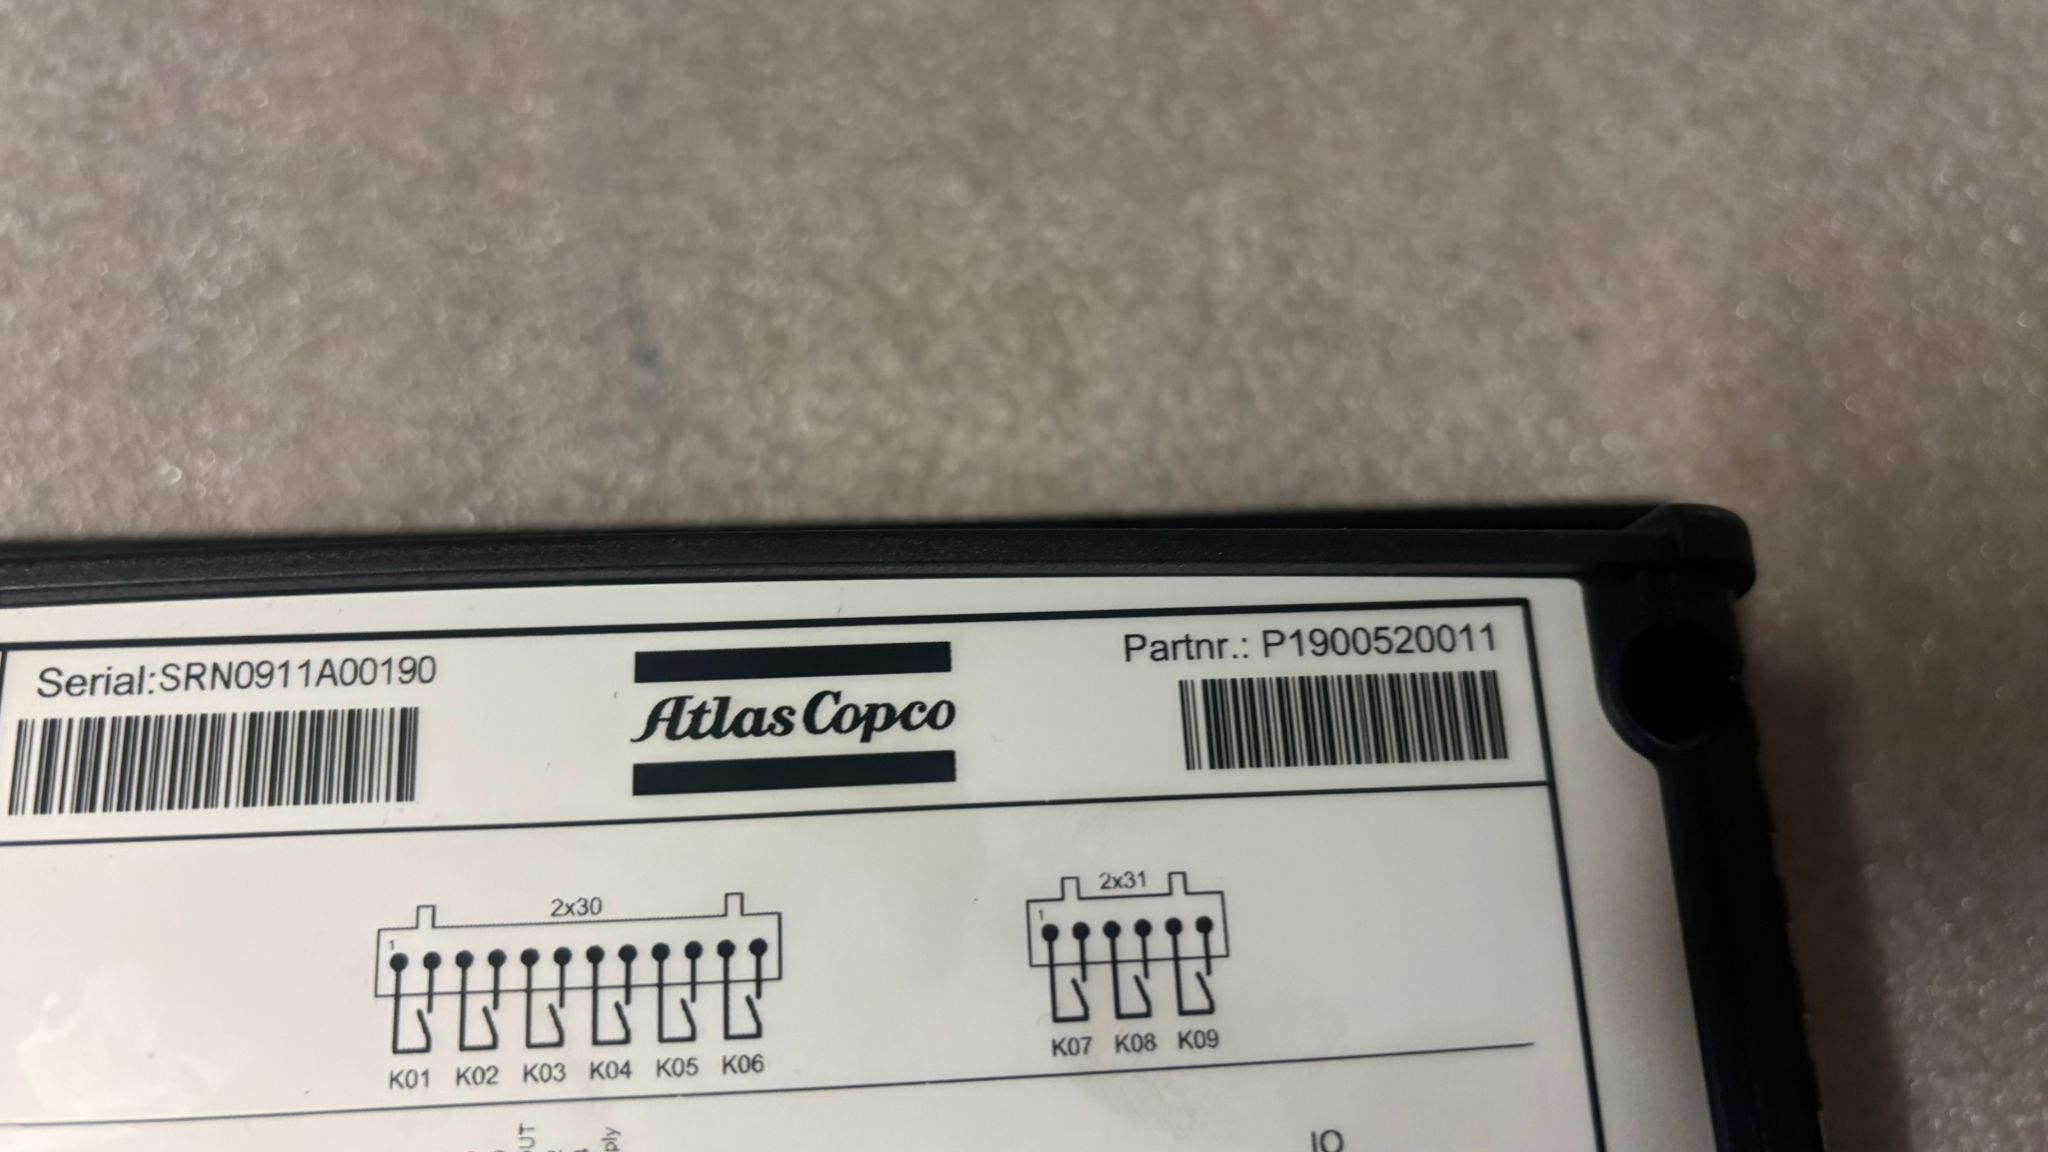 Serial:SRN0911A00190
Atlas Copco
Partnr.: P1900520011
2x30
1
K01 K02 K03 K04 K05 K06
2x31
1
K07 K08 K09
IO